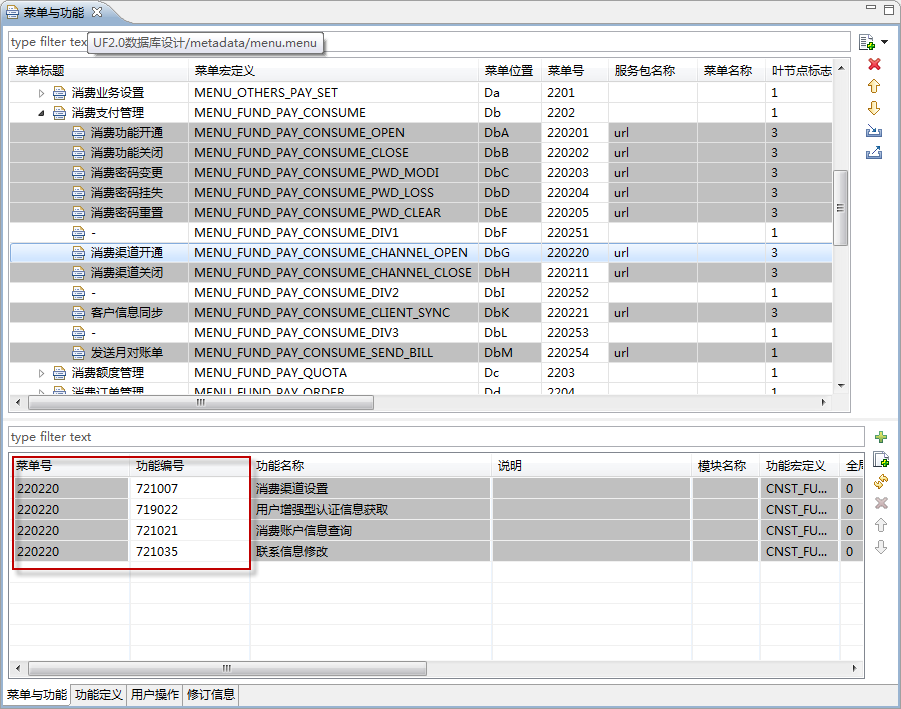 菜单与功能
type filter tex
UF2.0数据库设计/metadata/menu.menu
菜单标题 菜单宏定义 菜单位置 菜单号 服务包名称 菜单名称 叶节点标志
消费业务设置 MENU_OTHERS_PAY_SET Da 2201 1
消费支付管理 MENU_FUND_PAY_CONSUME Db 2202 1
消费功能开通 MENU_FUND_PAY_CONSUME_OPEN DbA 220201 url 3
消费功能关闭 MENU_FUND_PAY_CONSUME_CLOSE DbB 220202 url 3
消费密码变更 MENU_FUND_PAY_CONSUME_PWD_MODI DbC 220203 url 3
消费密码挂失 MENU_FUND_PAY_CONSUME_PWD_LOSS DbD 220204 url 3
消费密码重置 MENU_FUND_PAY_CONSUME_PWD_CLEAR DbE 220205 url 3
- MENU_FUND_PAY_CONSUME_DIV1 DbF 220251 1
消费渠道开通 MENU_FUND_PAY_CONSUME_CHANNEL_OPEN DbG 220220 url 3
消费渠道关闭 MENU_FUND_PAY_CONSUME_CHANNEL_CLOSE DbH 220211 url 3
- MENU_FUND_PAY_CONSUME_DIV2 DbI 220252 1
客户信息同步 MENU_FUND_PAY_CONSUME_CLIENT_SYNC DbK 220221 url 3
- MENU_FUND_PAY_CONSUME_DIV3 DbL 220253 1
发送月对账单 MENU_FUND_PAY_CONSUME_SEND_BILL DbM 220254 url 1
消费额度管理 MENU_FUND_PAY_QUOTA Dc 2203 1
消费订单管理 MENU_FUND_PAY_ORDER Dd 2204 1
type filter text
菜单号 功能编号 功能名称 说明 模块名称 功能宏定义 全局
220220 721007 消费渠道设置 CNST_FU... 0
220220 719022 用户增强型认证信息获取 CNST_FU... 0
220220 721021 消费账户信息查询 CNST_FU... 0
220220 721035 联系信息修改 CNST_FU... 0
菜单与功能 功能定义 用户操作 修订信息